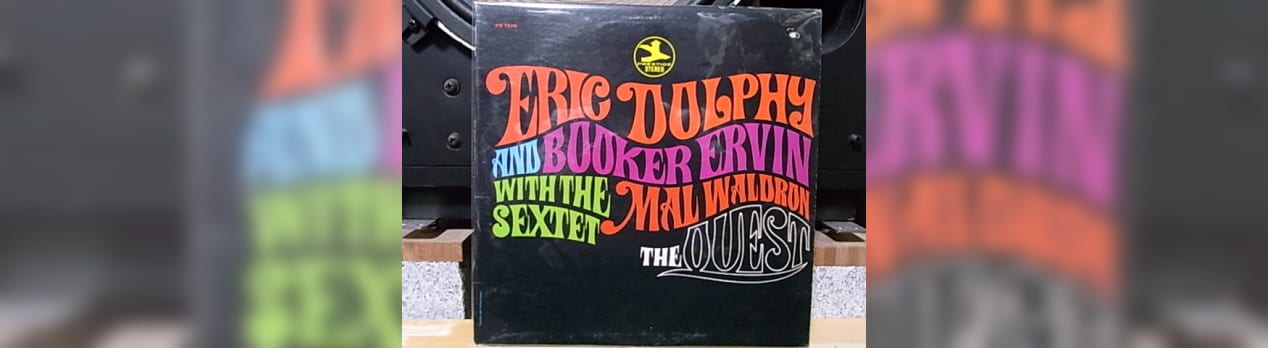 PRESTIGE
STEREO
ERIC DOLPHY
AND BOOKER ERVIN
WITH THE MAL WALDRON
SEXTET
THE QUEST